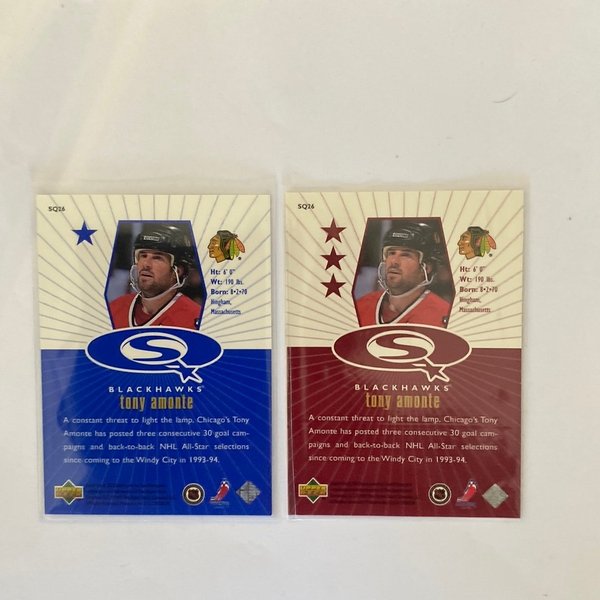 SQ26
Ht: 6' 0"
Wt: 190 lbs.
Born: 8•2•70
Hingham,
Massachusetts
SQ
BLACKHAWKS
tony amonte
A constant threat to light the lamp, Chicago's Tony
Amonte has posted three consecutive 30 goal cam-
paigns and back-to-back NHL All-Star selections
since coming to the Windy City in 1993-94.
SQ26
Ht: 6' 0"
Wt: 190 lbs.
Born: 8•2•70
Hingham,
Massachusetts
SQ
BLACKHAWKS
tony amonte
A constant threat to light the lamp, Chicago's Tony
Amonte has posted three consecutive 30 goal cam-
paigns and back-to-back NHL All-Star selections
since coming to the Windy City in 1993-94.